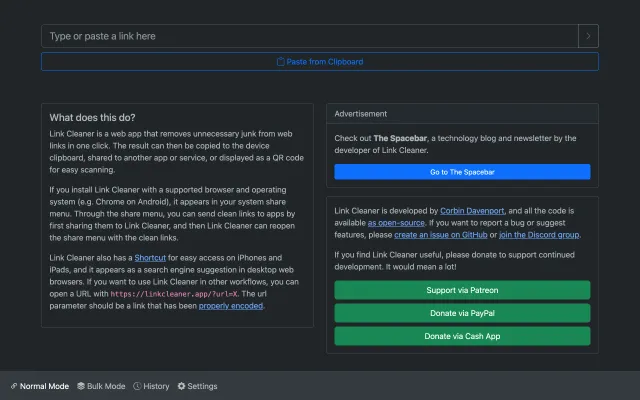 Type or paste a link here
Paste from Clipboard
What does this do?
Link Cleaner is a web app that removes unnecessary junk from web
links in one click. The result can then be copied to the device
clipboard, shared to another app or service, or displayed as a QR code
for easy scanning.
If you install Link Cleaner with a supported browser and operating
system (e.g. Chrome on Android), it appears in your system share
menu. Through the share menu, you can send clean links to apps by
first sharing them to Link Cleaner, and then Link Cleaner can reopen
the share menu with the clean links.
Link Cleaner also has a Shortcut for easy access on iPhones and
iPads, and it appears as a search engine suggestion in desktop web
browsers. If you want to use Link Cleaner in other workflows, you can
open a URL with https://linkcleaner.app/?url=X. The url
parameter should be a link that has been properly encoded.
Advertisement
Check out The Spacebar, a technology blog and newsletter by the
developer of Link Cleaner.
Go to The Spacebar
Link Cleaner is developed by Corbin Davenport, and all the code is
available as open-source. If you want to report a bug or suggest
features, please create an issue on GitHub or join the Discord group.
If you find Link Cleaner useful, please donate to support continued
development. It would mean a lot!
Support via Patreon
Donate via PayPal
Donate via Cash App
Normal Mode Bulk Mode History Settings